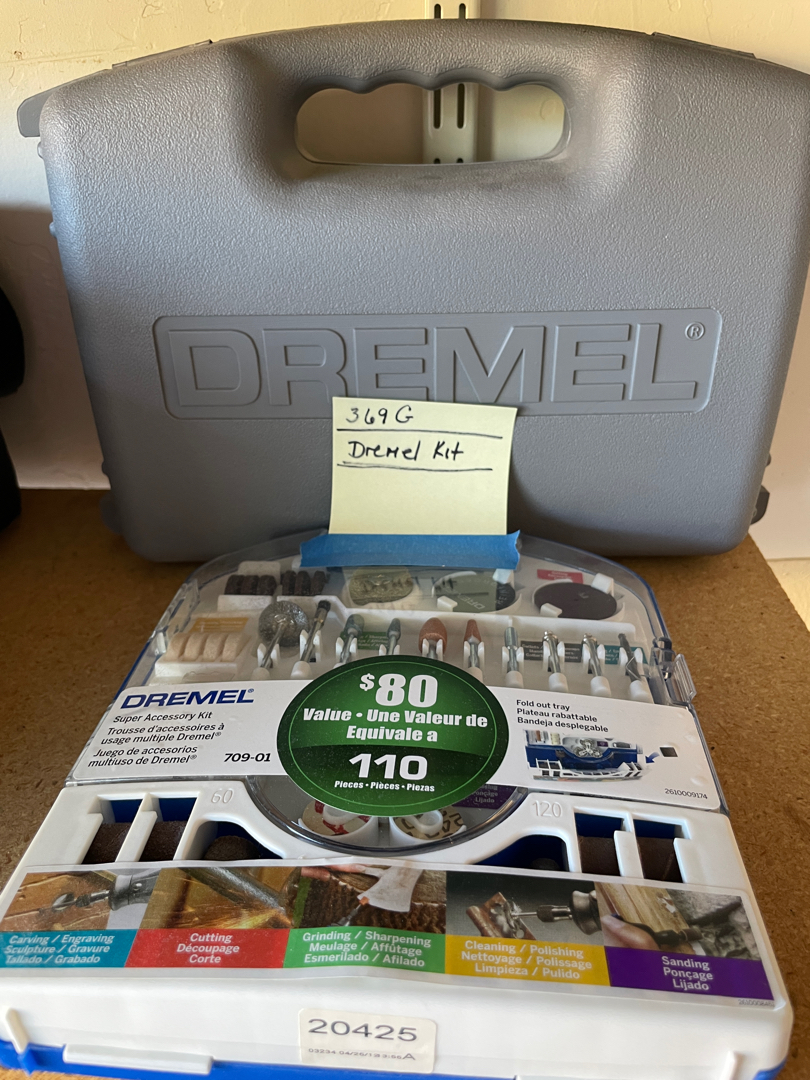 DREMEL®
369G
Dremel Kit
DREMEL®
Super Accessory Kit
Trousse d'accessoires à
usage multiple Dremel®
Juego de accesorios
multiuso de Dremel®
709-01
$80
Value • Une Valeur de
Equivale a
110
Pieces • Pièces • Piezas
Fold out tray
Plateau rabattable
Bandeja desplegable
2610009174
Ponçage
Lijado
60
120
Carving / Engraving
Sculpture / Gravure
Tallado / Grabado
Cutting
Découpage
Corte
Grinding / Sharpening
Meulage / Affûtage
Esmerilado / Afilado
Cleaning / Polishing
Nettoyage / Polissage
Limpieza / Pulido
Sanding
Ponçage
Lijado
20425